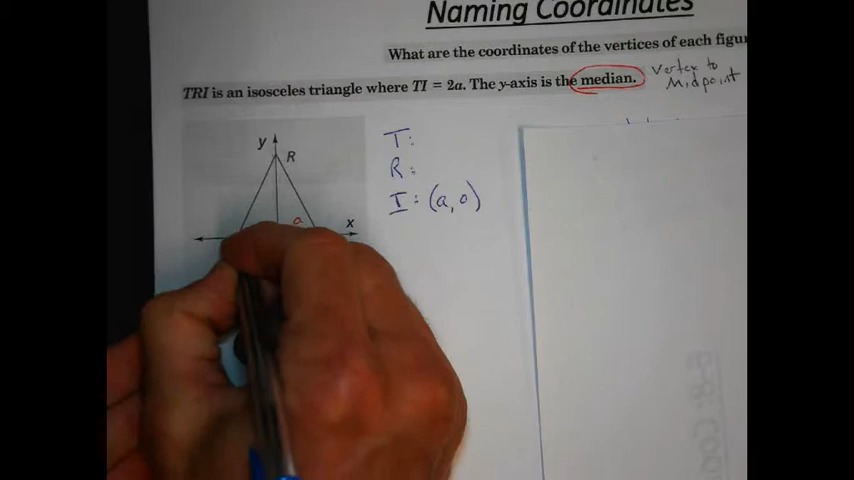 Naming Coordinates
What are the coordinates of the vertices of each figur
TRI is an isosceles triangle where TI = 2a. The y-axis is the median.
Vertex to
Midpoint
y
R
a
x
T:
R:
I: (a, 0)